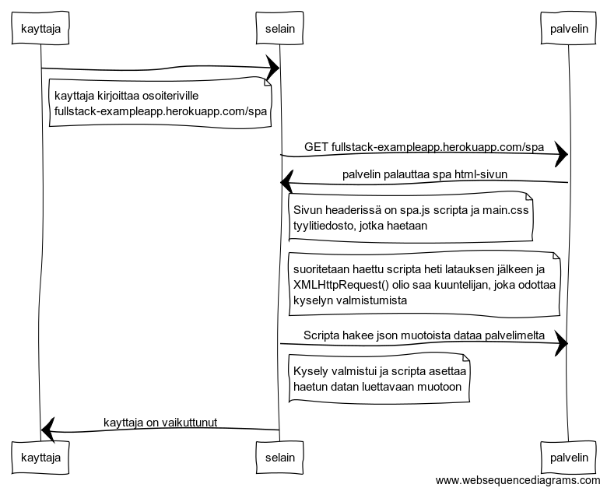 kayttaja
selain
palvelin
kayttaja kirjoittaa osoiteriville
fullstack-exampleapp.herokuapp.com/spa
GET fullstack-exampleapp.herokuapp.com/spa
palvelin palauttaa spa html-sivun
Sivun headerissä on spa.js scripta ja main.css
tyylitiedosto, jotka haetaan
suoritetaan haettu scripta heti latauksen jälkeen ja
XMLHttpRequest() olio saa kuuntelijan, joka odottaa
kyselyn valmistumista
Scripta hakee json muotoista dataa palvelimelta
Kysely valmistui ja scripta asettaa
haetun datan luettavaan muotoon
kayttaja on vaikuttunut
kayttaja
selain
palvelin
www.websequencediagrams.com